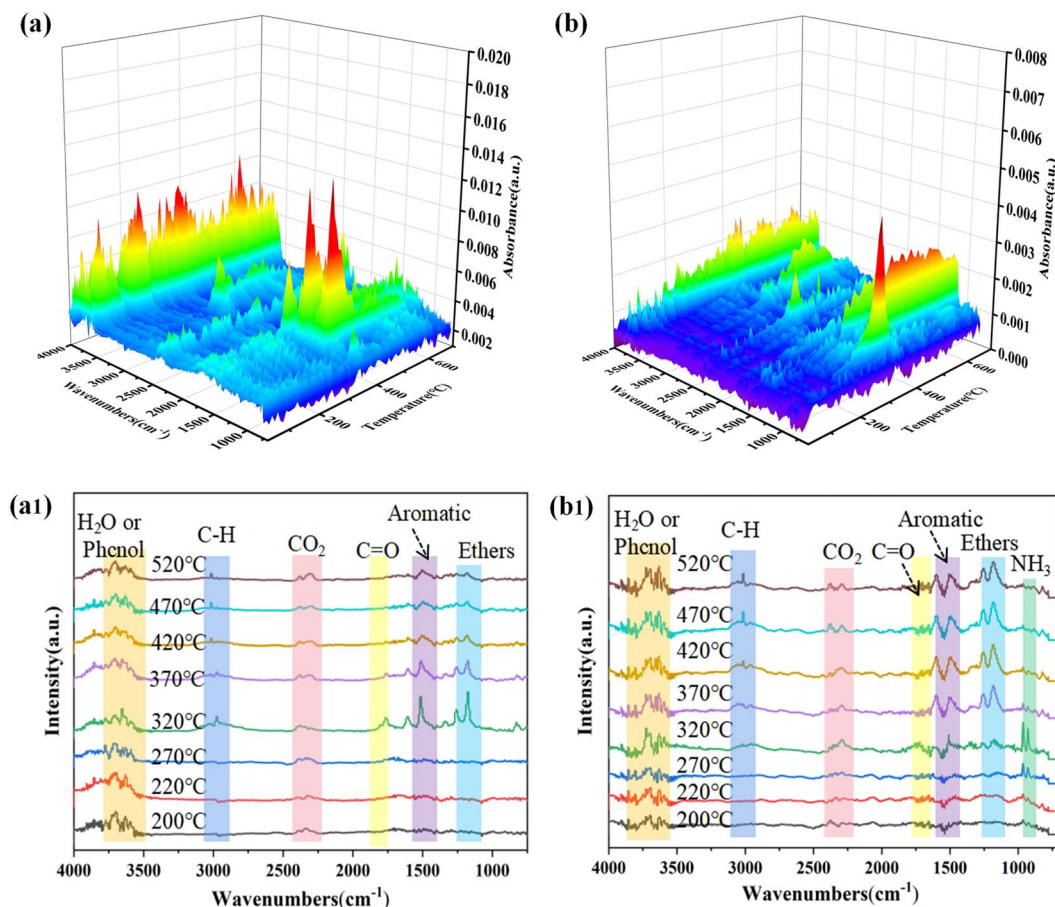 (a)
0.020
0.018
0.016
0.014
0.012
0.010
0.008
0.006
0.004
0.002
Absorbance(a.u.)
4000
3500
3000
2500
2000
1500
1000
Wavenumbers(cm⁻¹)
200
400
600
Temperature(°C)
(b)
0.008
0.007
0.006
0.005
0.004
0.003
0.002
0.001
0.000
Absorbance(a.u.)
4000
3500
3000
2500
2000
1500
1000
Wavenumbers(cm⁻¹)
200
400
600
Temperature(°C)
(a1)
H₂O or
Phcnol
C-H
CO₂
C=O
Aromatic
Ethers
520°C
470°C
420°C
370°C
320°C
270°C
220°C
200°C
Intensity(a.u.)
4000 3500 3000 2500 2000 1500 1000
Wavenumbers(cm⁻¹)
(b1)
H₂O or
Phcnol
C-H
CO₂
C=O
Aromatic
Ethers
NH₃
520°C
470°C
420°C
370°C
320°C
270°C
220°C
200°C
Intensity(a.u.)
4000 3500 3000 2500 2000 1500 1000
Wavenumbers(cm⁻¹)